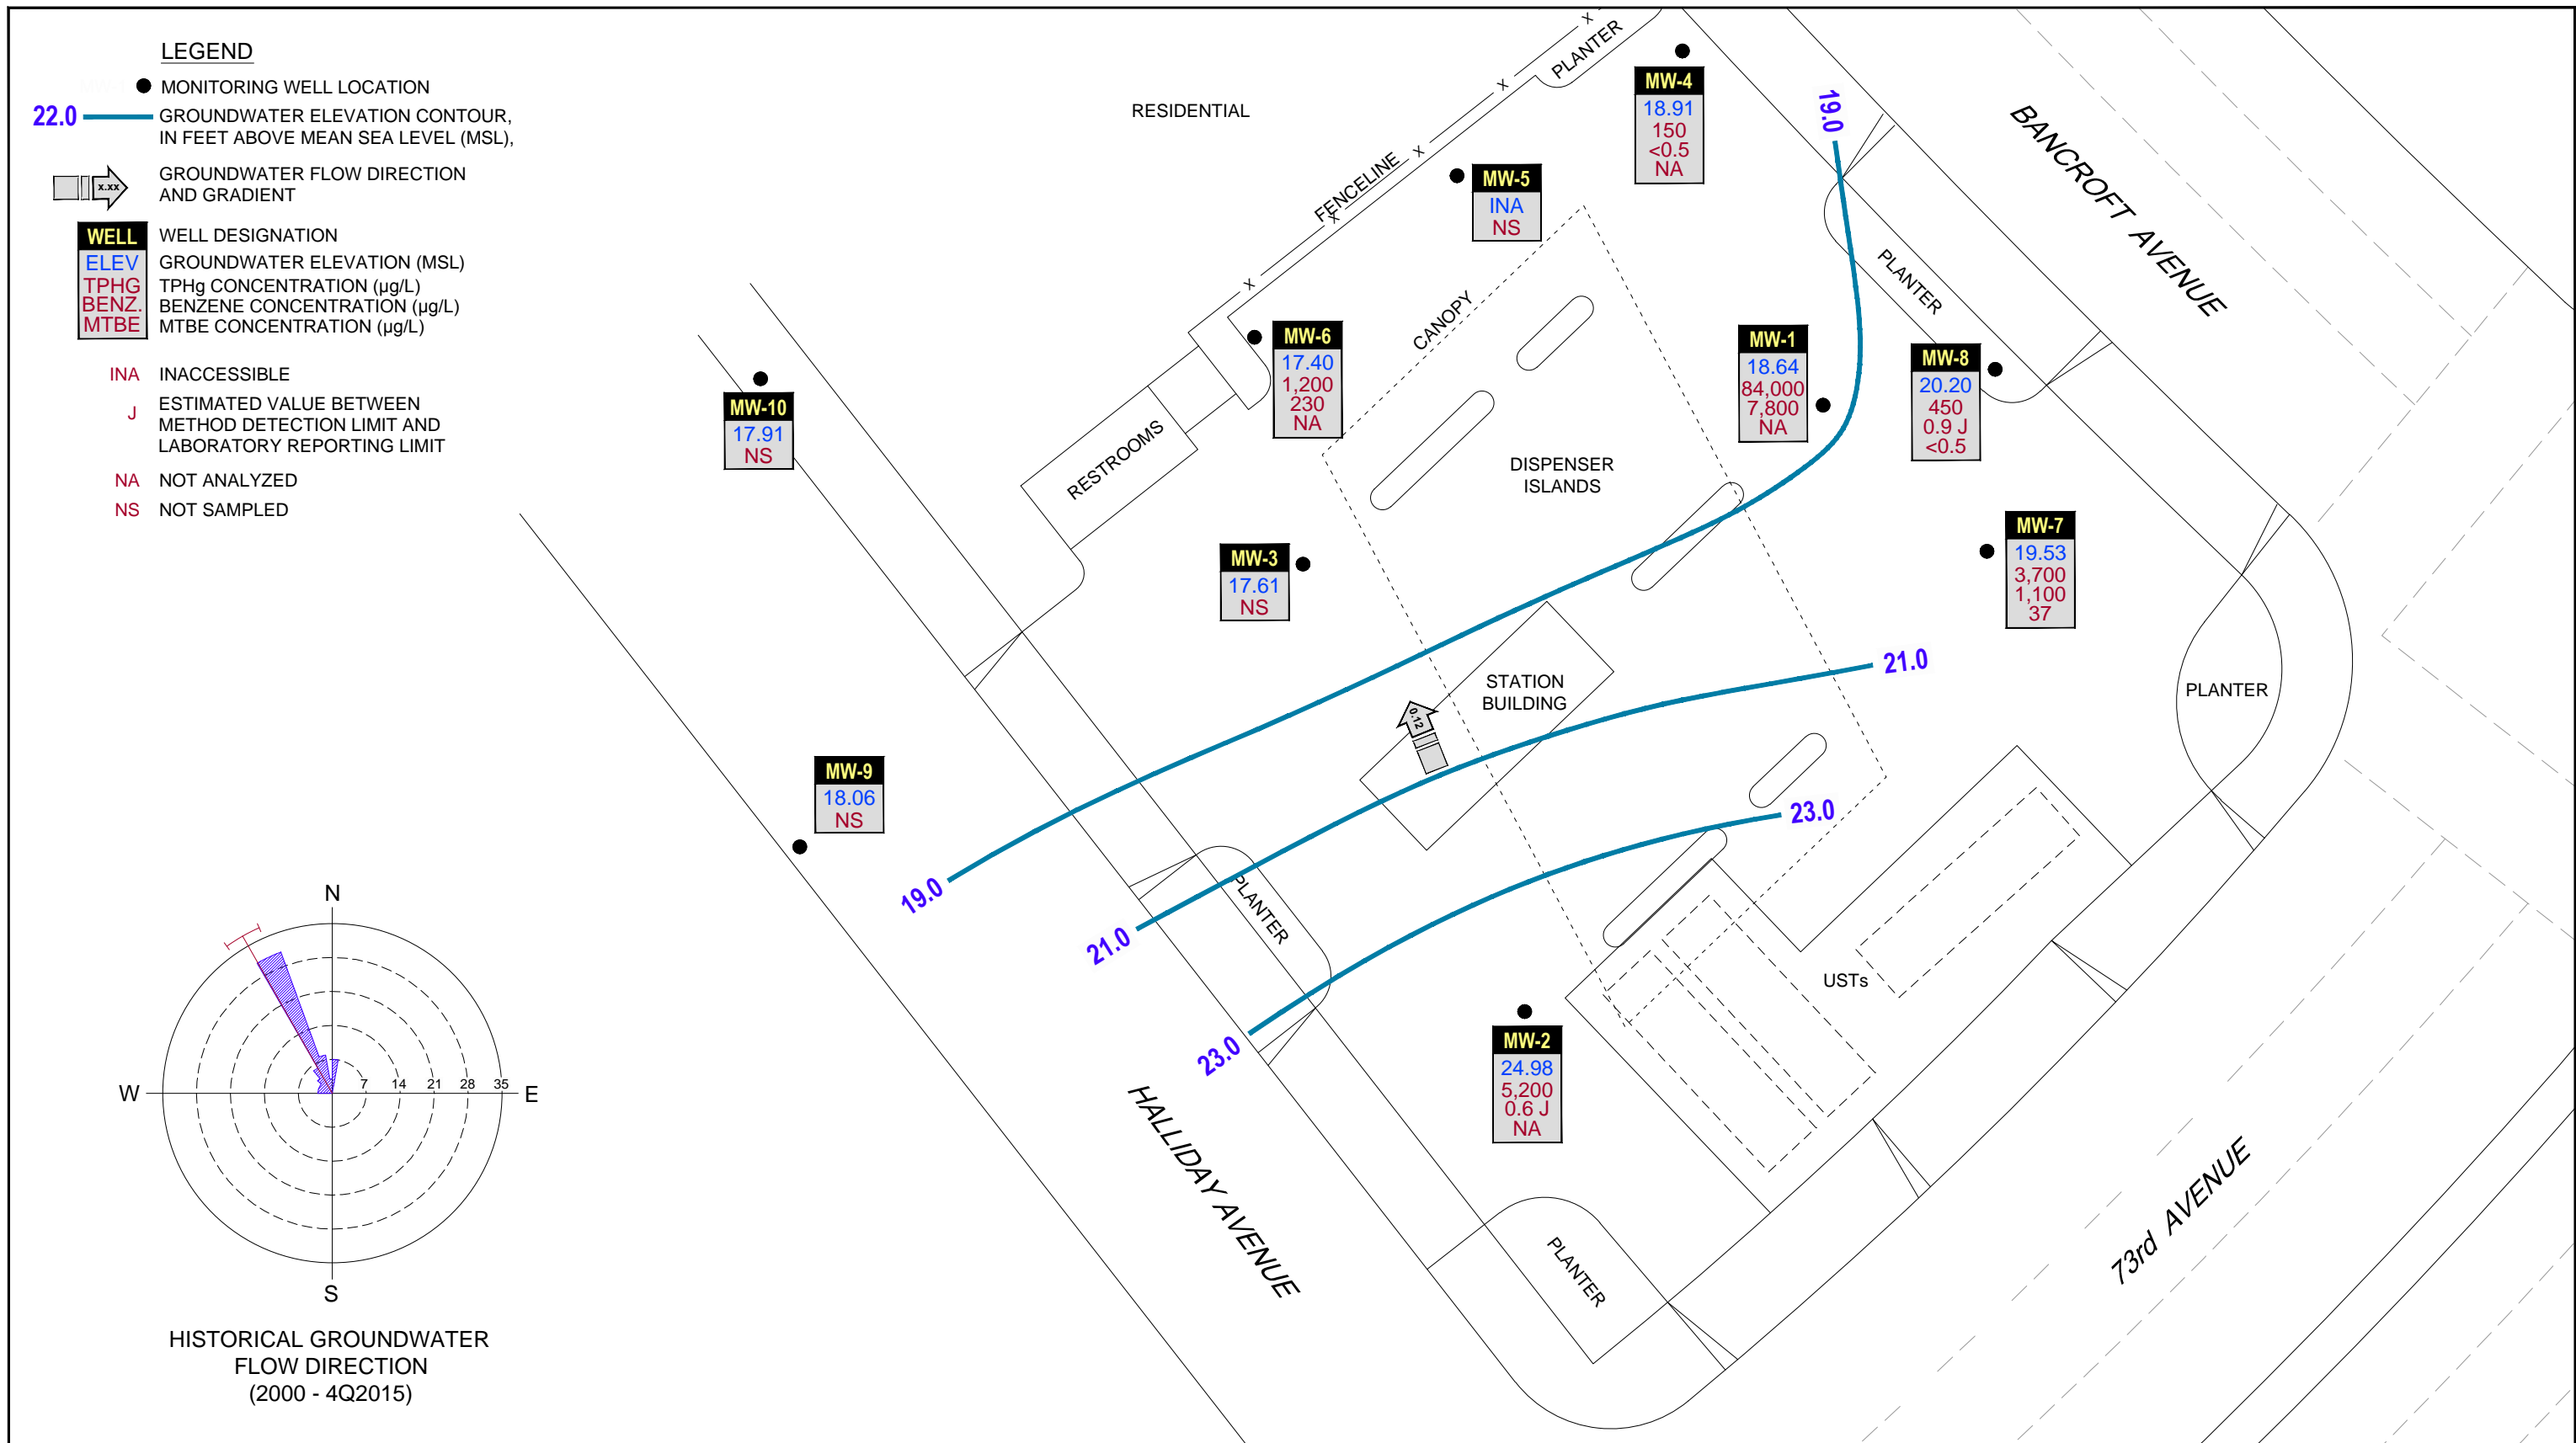 LEGEND
MONITORING WELL LOCATION
22.0
GROUNDWATER ELEVATION CONTOUR,
IN FEET ABOVE MEAN SEA LEVEL (MSL),
x.xx
GROUNDWATER FLOW DIRECTION
AND GRADIENT
WELL
WELL DESIGNATION
ELEV
GROUNDWATER ELEVATION (MSL)
TPHG
TPHg CONCENTRATION (µg/L)
BENZ.
BENZENE CONCENTRATION (µg/L)
MTBE
MTBE CONCENTRATION (µg/L)
INA INACCESSIBLE
J
ESTIMATED VALUE BETWEEN
METHOD DETECTION LIMIT AND
LABORATORY REPORTING LIMIT
NA NOT ANALYZED
NS NOT SAMPLED
RESIDENTIAL
FENCELINE
x
x
x
x
x
PLANTER
MW-4
18.91
150
<0.5
NA
19.0
BANCROFT AVENUE
MW-5
INA
NS
PLANTER
CANOPY
MW-6
17.40
1,200
230
NA
MW-1
18.64
84,000
7,800
NA
MW-8
20.20
450
0.9 J
<0.5
MW-10
17.91
NS
RESTROOMS
DISPENSER
ISLANDS
MW-7
19.53
3,700
1,100
37
MW-3
17.61
NS
STATION
BUILDING
21.0
PLANTER
0.12
MW-9
18.06
NS
23.0
19.0
21.0
PLANTER
USTs
23.0
MW-2
24.98
5,200
0.6 J
NA
HALLIDAY AVENUE
73rd AVENUE
PLANTER
N
W
7 14 21 28 35
E
S
HISTORICAL GROUNDWATER
FLOW DIRECTION
(2000 - 4Q2015)